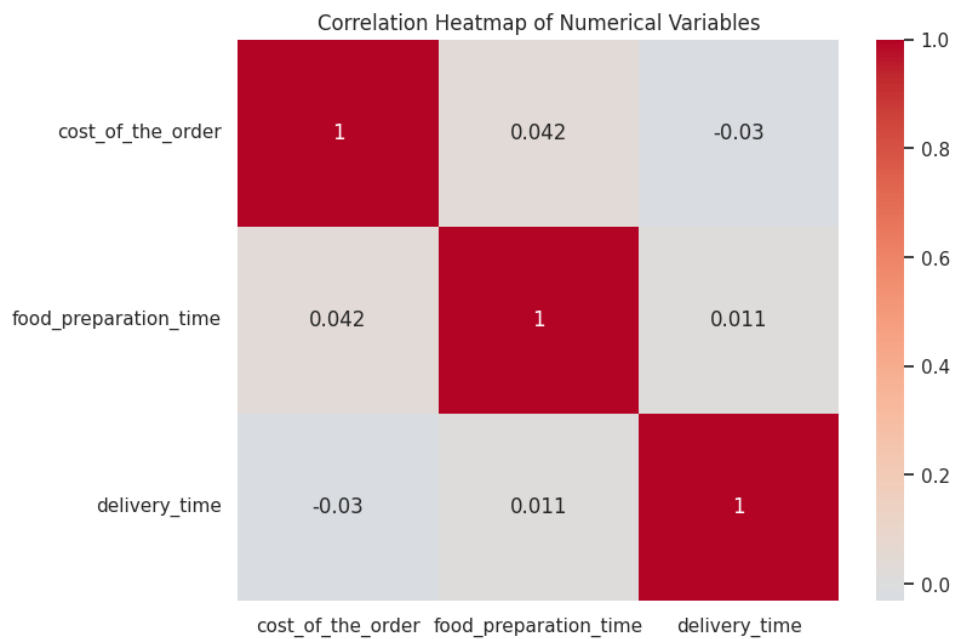 Correlation Heatmap of Numerical Variables
1.0
cost_of_the_order 1 0.042 -0.03
0.8
0.6
food_preparation_time 0.042 1 0.011
0.4
0.2
delivery_time -0.03 0.011 1
0.0
cost_of_the_order food_preparation_time delivery_time